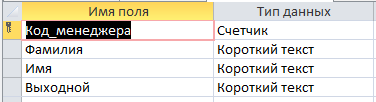 Имя поля Тип данных
Код_менеджера Счетчик
Фамилия Короткий текст
Имя Короткий текст
Выходной Короткий текст